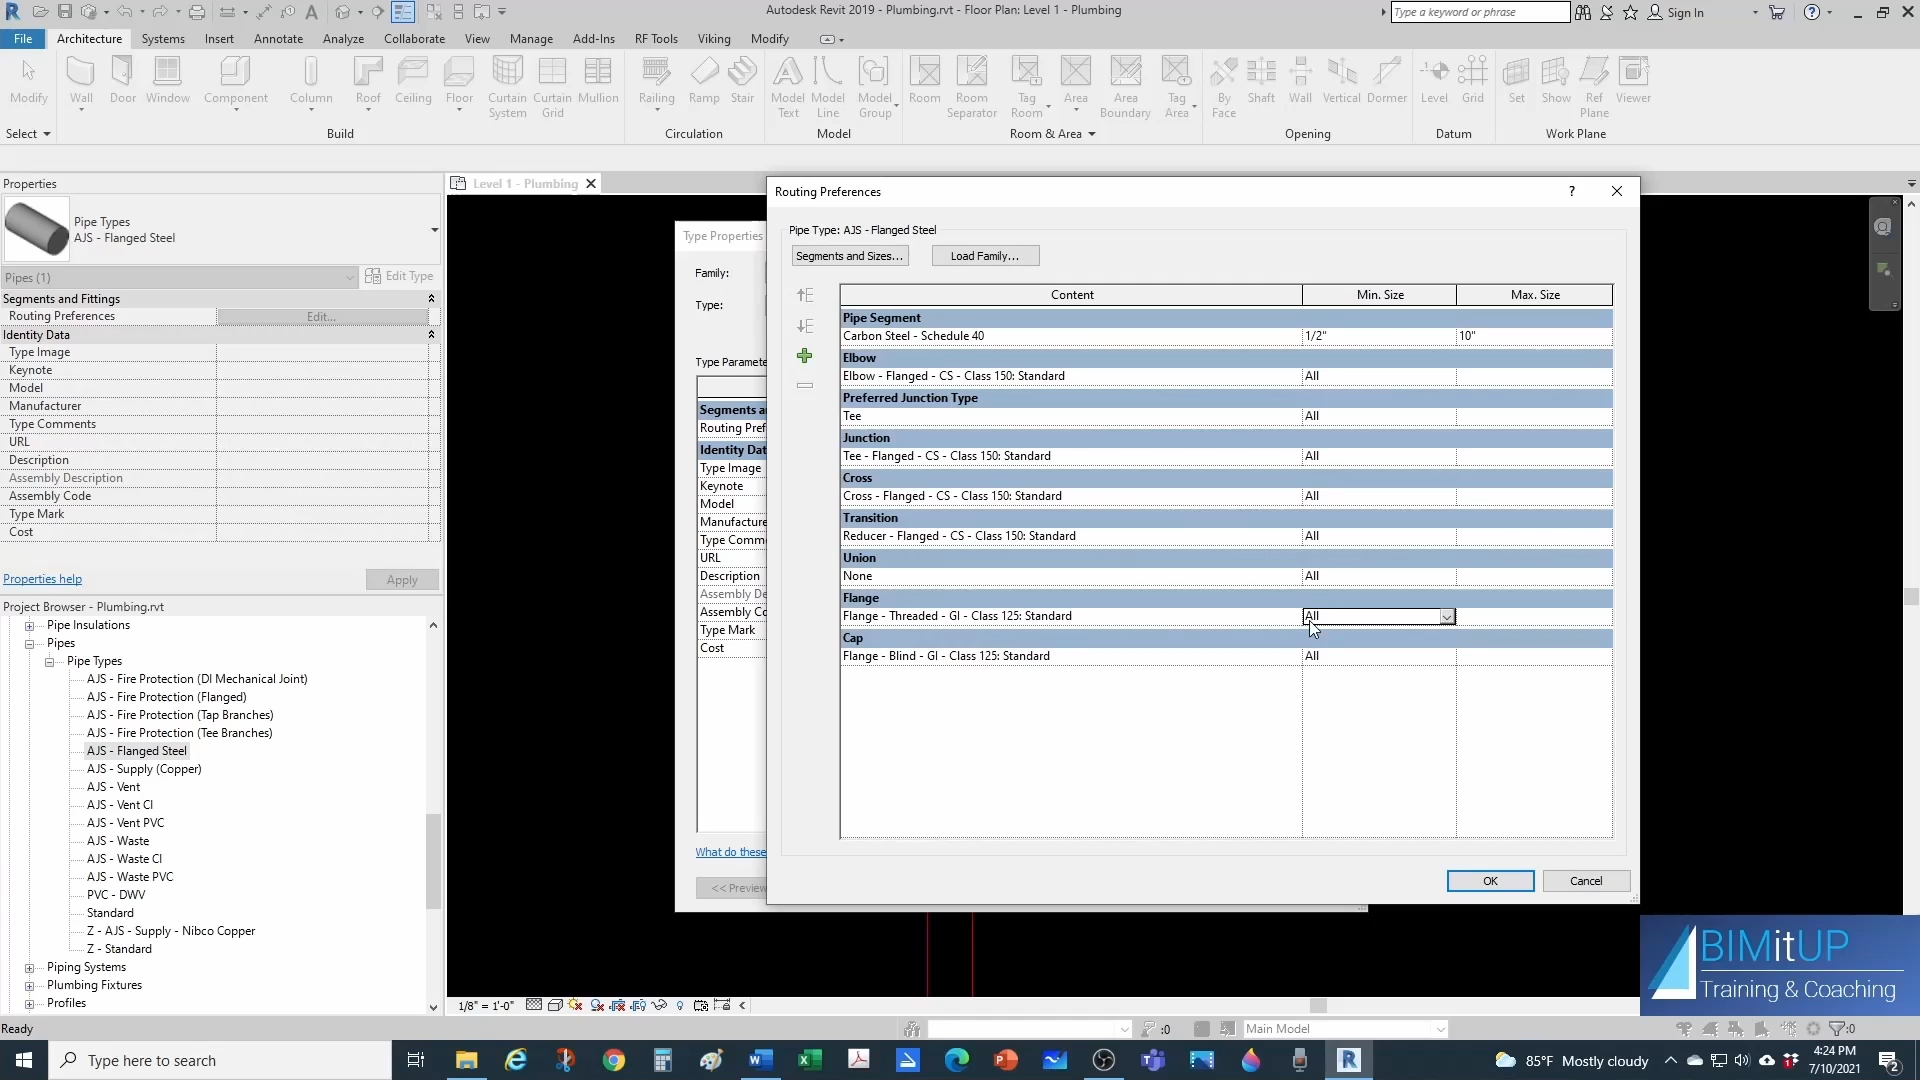 Autodesk Revit 2019 - Plumbing.rvt - Floor Plan: Level 1 - Plumbing
Type a keyword or phrase
Sign In
File Architecture Systems Insert Annotate Analyze Collaborate View Manage Add-Ins RF Tools Viking Modify
Modify
Wall
Door
Window
Component
Column
Roof
Ceiling
Floor
Curtain System
Curtain Grid
Mullion
Railing
Ramp
Stair
Model Text
Model Line
Model Group
Room
Room Separator
Tag Room
Area
Area Boundary
Tag Area
By Face
Shaft
Wall
Vertical
Dormer
Level
Grid
Set
Show
Ref Plane
Viewer
Select
Build
Circulation
Model
Room & Area
Opening
Datum
Work Plane
Properties
Pipe Types
AJS - Flanged Steel
Pipes (1)
Edit Type
Segments and Fittings
Routing Preferences Edit...
Identity Data
Type Image
Keynote
Model
Manufacturer
Type Comments
URL
Description
Assembly Description
Assembly Code
Type Mark
Cost
Properties help
Apply
Project Browser - Plumbing.rvt
Pipe Insulations
Pipes
Pipe Types
AJS - Fire Protection (DI Mechanical Joint)
AJS - Fire Protection (Flanged)
AJS - Fire Protection (Tap Branches)
AJS - Fire Protection (Tee Branches)
AJS - Flanged Steel
AJS - Supply (Copper)
AJS - Vent
AJS - Vent CI
AJS - Vent PVC
AJS - Waste
AJS - Waste CI
AJS - Waste PVC
PVC - DWV
Standard
Z - AJS - Supply - Nibco Copper
Z - Standard
Piping Systems
Plumbing Fixtures
Profiles
Level 1 - Plumbing
Type Properties
Family:
Type:
Type Paramete
Segments a
Routing Pref
Identity Dat
Type Image
Keynote
Model
Manufacture
Type Comm
URL
Description
Assembly De
Assembly Co
Type Mark
Cost
What do these
<< Preview
Routing Preferences
?
Pipe Type: AJS - Flanged Steel
Segments and Sizes...
Load Family...
Content Min. Size Max. Size
Pipe Segment
Carbon Steel - Schedule 40 1/2" 10"
Elbow
Elbow - Flanged - CS - Class 150: Standard All
Preferred Junction Type
Tee All
Junction
Tee - Flanged - CS - Class 150: Standard All
Cross
Cross - Flanged - CS - Class 150: Standard All
Transition
Reducer - Flanged - CS - Class 150: Standard All
Union
None All
Flange
Flange - Threaded - GI - Class 125: Standard All
Cap
Flange - Blind - GI - Class 125: Standard All
OK
Cancel
BIMitUP
Training & Coaching
1/8" = 1'-0"
Ready
:0
Main Model
:0
Type here to search
85°F Mostly cloudy
4:24 PM
7/10/2021
2